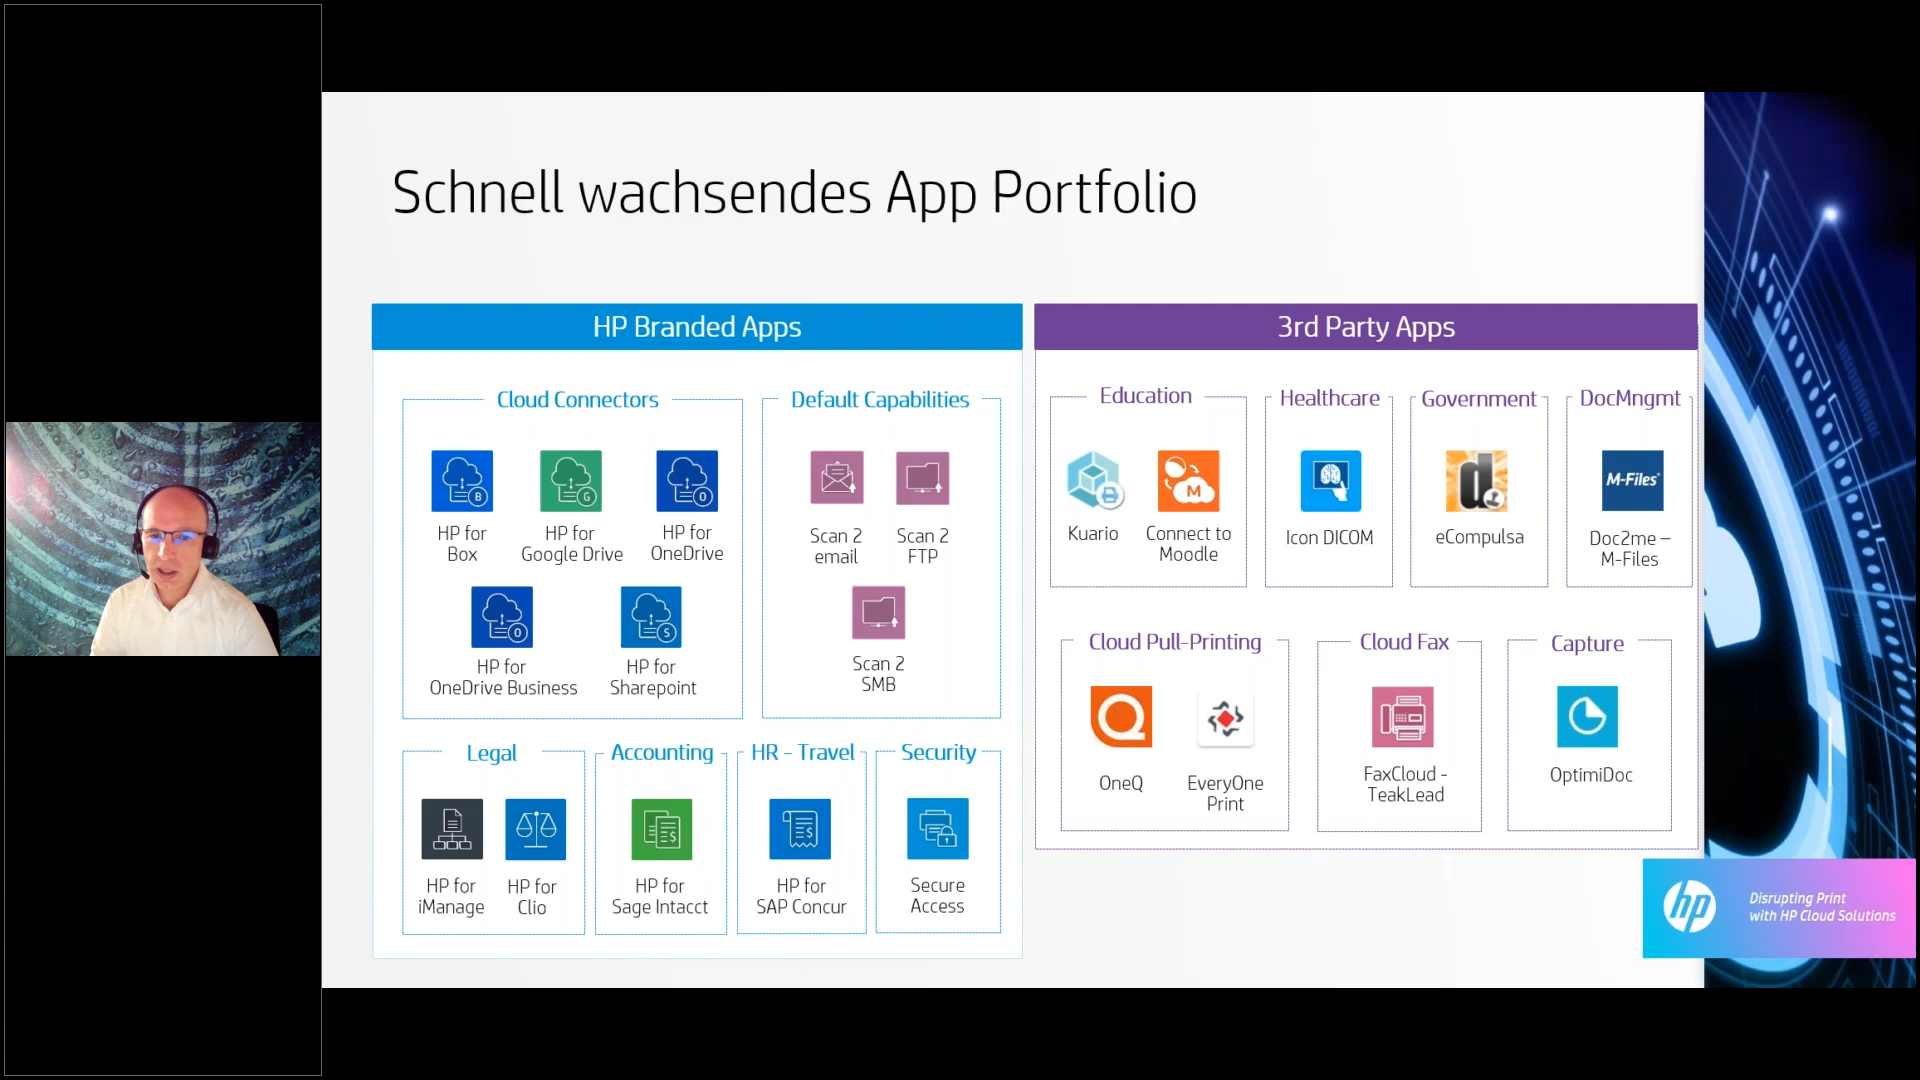 Schnell wachsendes App Portfolio
HP Branded Apps
Cloud Connectors
B
HP for
Box
G
HP for
Google Drive
O
HP for
OneDrive
O
HP for
OneDrive Business
S
HP for
Sharepoint
Default Capabilities
Scan 2
email
Scan 2
FTP
Scan 2
SMB
Legal
HP for
iManage
HP for
Clio
Accounting
$
HP for
Sage Intacct
HR - Travel
$
HP for
SAP Concur
Security
Secure
Access
3rd Party Apps
Education
Kuario
M
Connect to
Moodle
Healthcare
Icon DICOM
Government
d
eCompulsa
DocMngmt
M-Files
Doc2me –
M-Files
Cloud Pull-Printing
OneQ
EveryOne
Print
Cloud Fax
FaxCloud -
TeakLead
Capture
OptimiDoc
hp
Disrupting Print
with HP Cloud Solutions